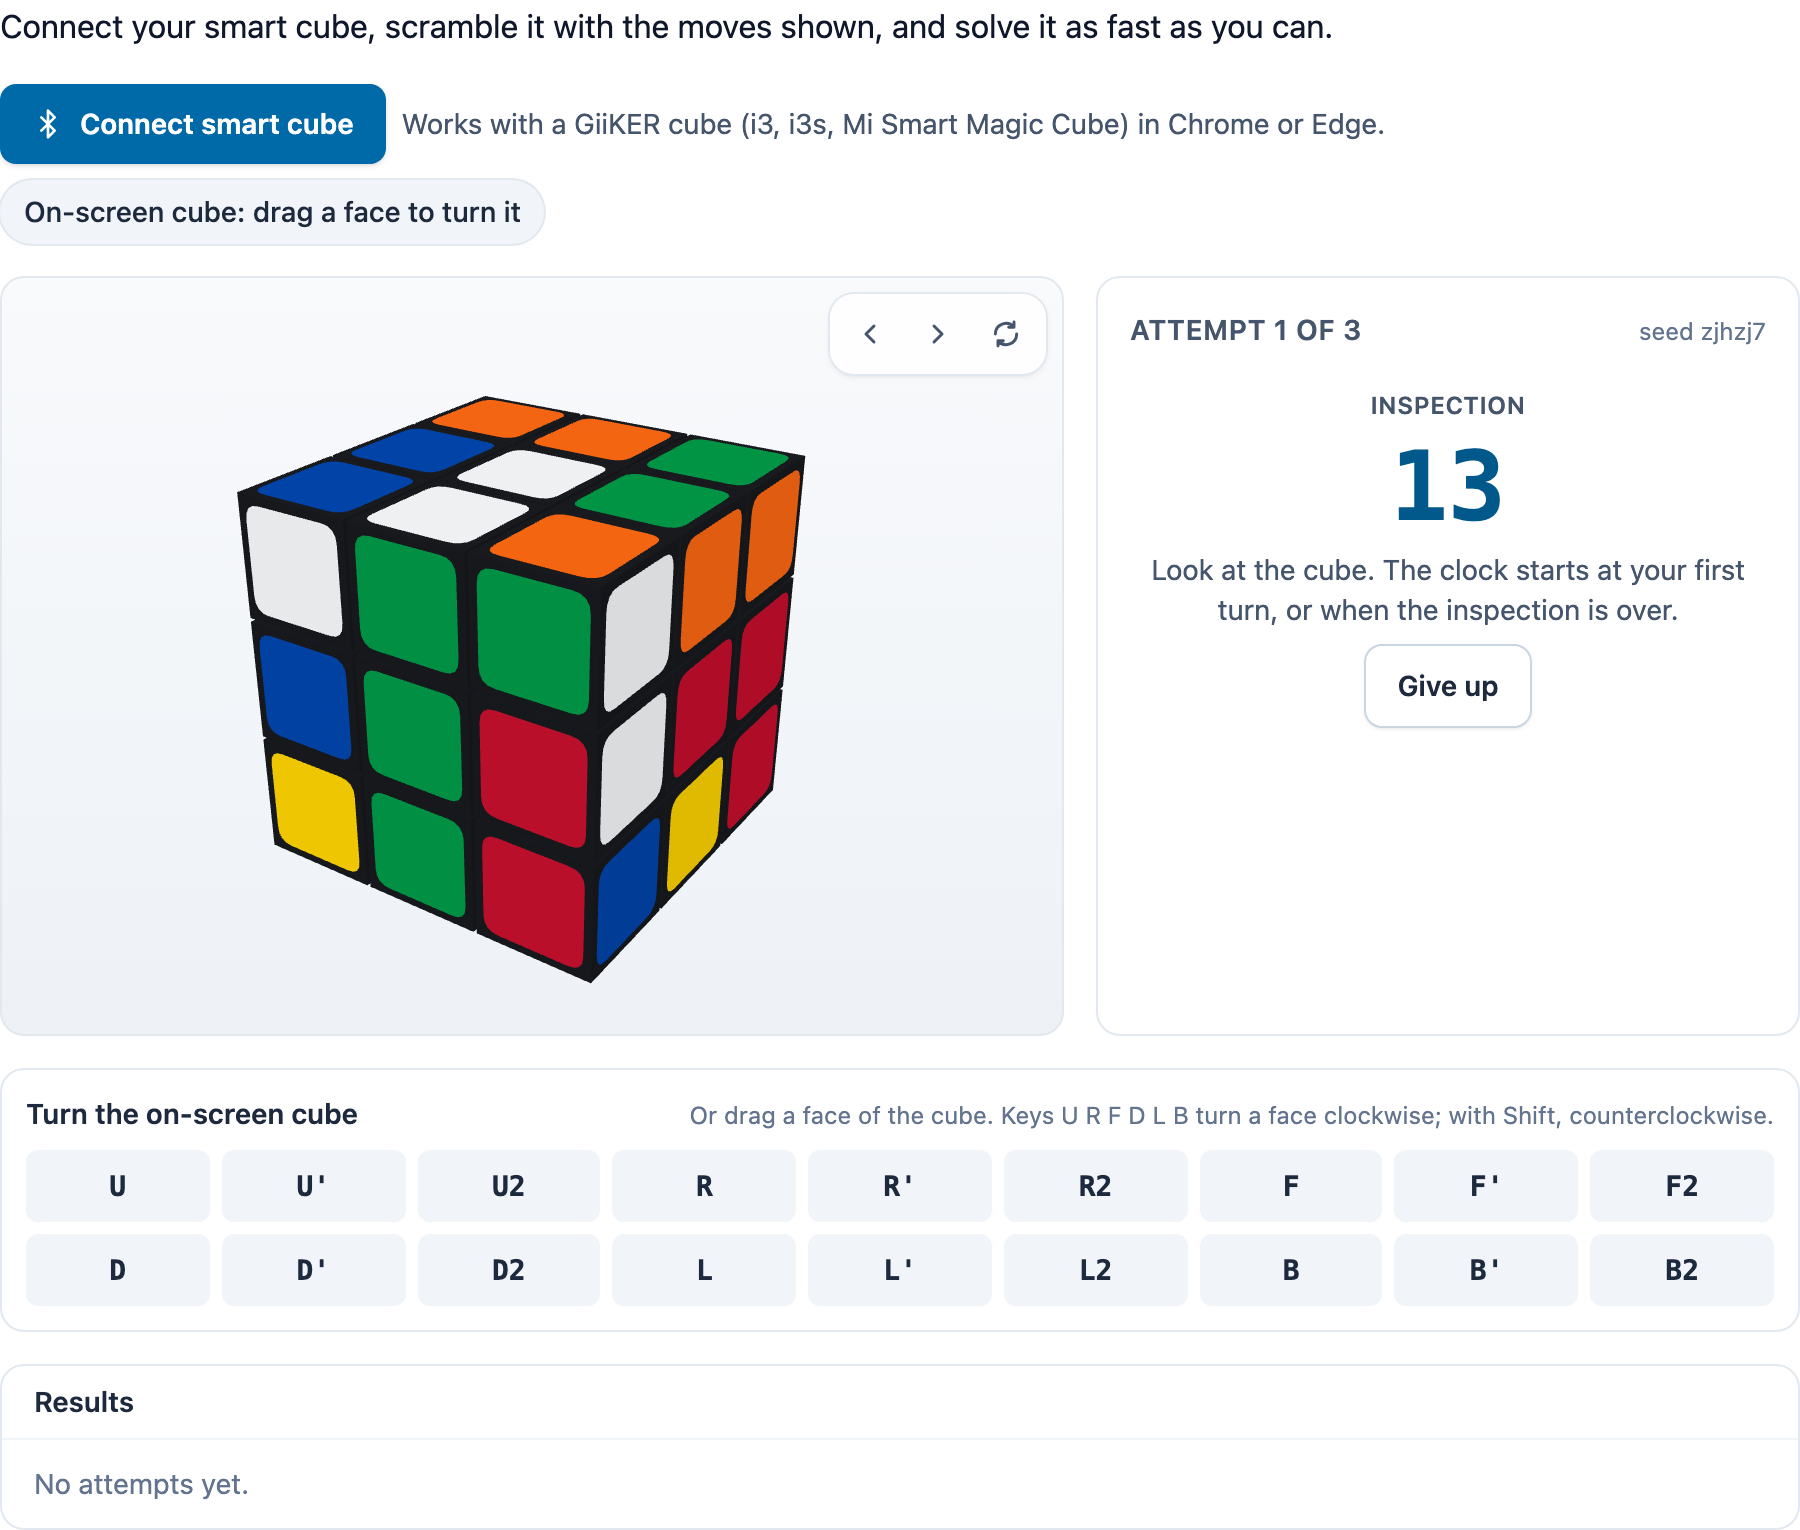 Connect your smart cube, scramble it with the moves shown, and solve it as fast as you can.
Connect smart cube
Works with a GiiKER cube (i3, i3s, Mi Smart Magic Cube) in Chrome or Edge.
On-screen cube: drag a face to turn it
ATTEMPT 1 OF 3
seed zjhzj7
INSPECTION
13
Look at the cube. The clock starts at your first
turn, or when the inspection is over.
Give up
Turn the on-screen cube
Or drag a face of the cube. Keys U R F D L B turn a face clockwise; with Shift, counterclockwise.
U U' U2 R R' R2 F F' F2
D D' D2 L L' L2 B B' B2
Results
No attempts yet.